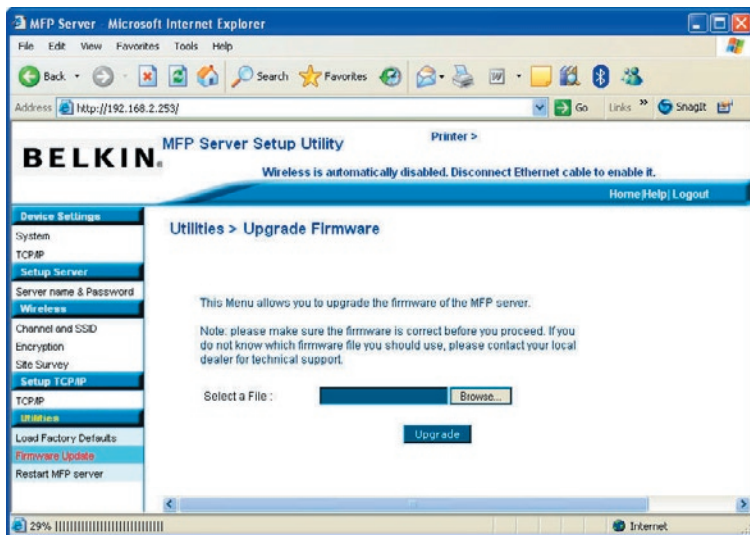 MFP Server - Microsoft Internet Explorer
File Edit View Favorites Tools Help
Back Search Favorites
Address http://192.168.2.253/ Go Links » SnagIt
BELKIN.
MFP Server Setup Utility
Printer >
Wireless is automatically disabled. Disconnect Ethernet cable to enable it.
Home|Help| Logout
Device Settings
System
TCP/IP
Setup Server
Server name & Password
Wireless
Channel and SSID
Encryption
Site Survey
Setup TCP/IP
TCP/IP
Utilities
Load Factory Defaults
Firmware Update
Restart MFP server
Utilities > Upgrade Firmware
This Menu allows you to upgrade the firmware of the MFP server.
Note: please make sure the firmware is correct before you proceed. If you
do not know which firmware file you should use, please contact your local
dealer for technical support.
Select a File : Browse...
Upgrade
29% Internet